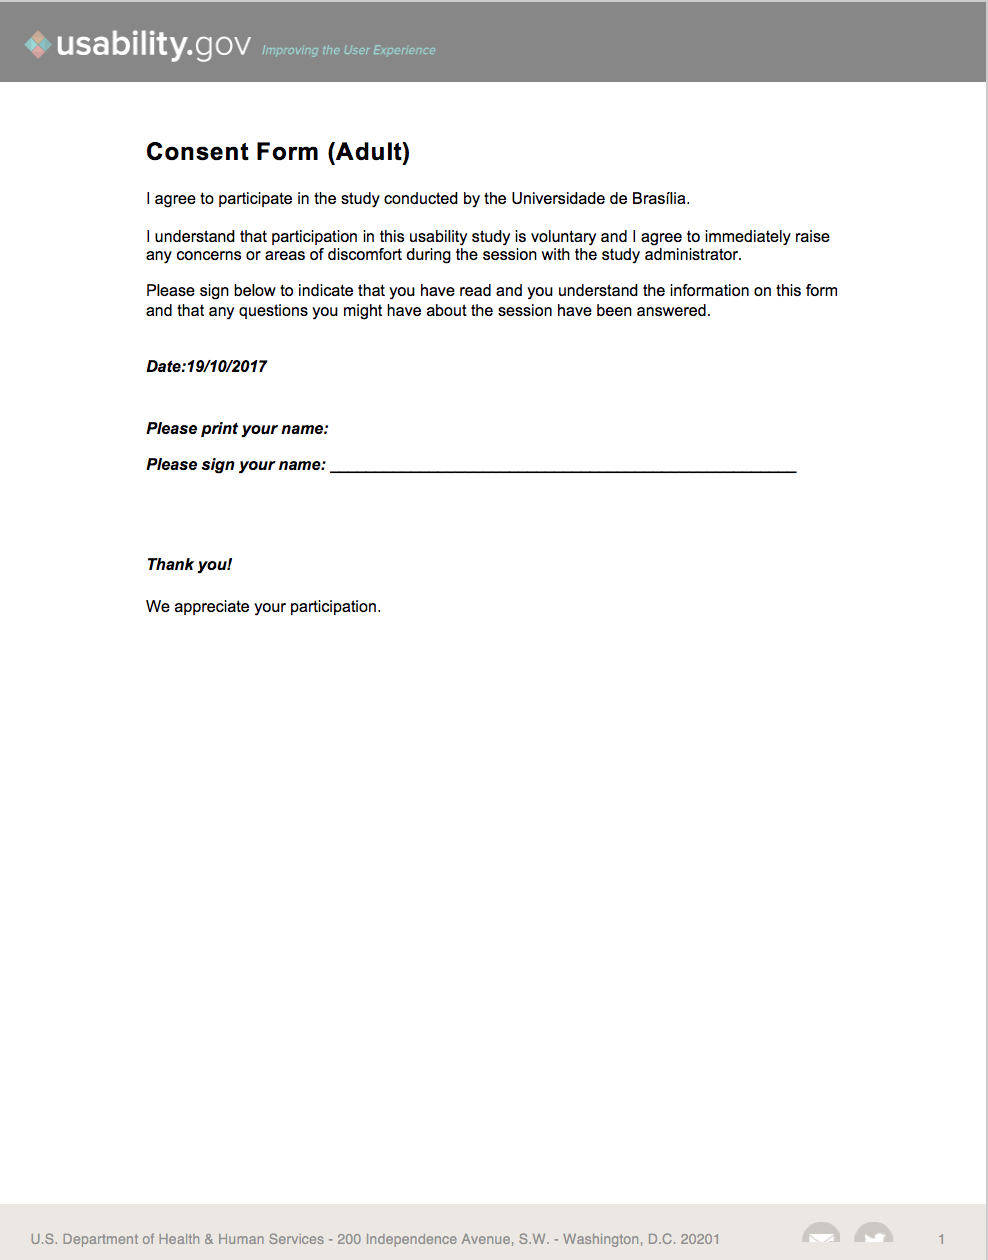 usability.gov Improving the User Experience
Consent Form (Adult)
I agree to participate in the study conducted by the Universidade de Brasília.
I understand that participation in this usability study is voluntary and I agree to immediately raise
any concerns or areas of discomfort during the session with the study administrator.
Please sign below to indicate that you have read and you understand the information on this form
and that any questions you might have about the session have been answered.
Date:19/10/2017
Please print your name:
Please sign your name: ____________________________________________________
Thank you!
We appreciate your participation.
U.S. Department of Health & Human Services - 200 Independence Avenue, S.W. - Washington, D.C. 20201 1